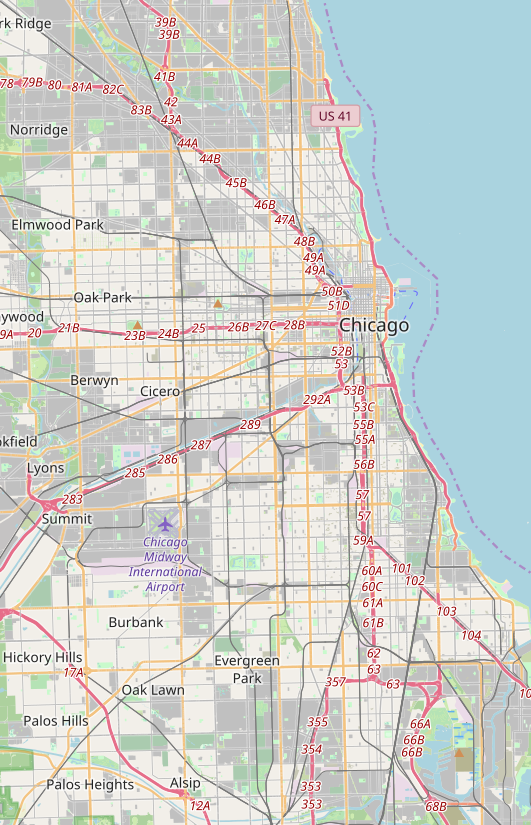 39B
39B
rk Ridge
41B
78
79B
80
81A
82C
42
83B
43A
US 41
Norridge
44A
44B
45B
46B
47A
Elmwood Park
48B
49A
49A
50B
Oak Park
51D
aywood
9A
20
21B
23B
24B
25
26B
27C
28B
Chicago
52B
53
Berwyn
Cicero
53B
292A
53C
289
55B
55A
okfield
287
286
Lyons
285
56B
283
57
Summit
57
Chicago
Midway
International
Airport
59A
101
60A
102
60C
61A
103
Burbank
61B
104
62
Hickory Hills
Evergreen
Park
63
17A
357
63
10
Oak Lawn
Palos Hills
355
66A
66B
354
66B
Palos Heights
Alsip
353
353
12A
68B